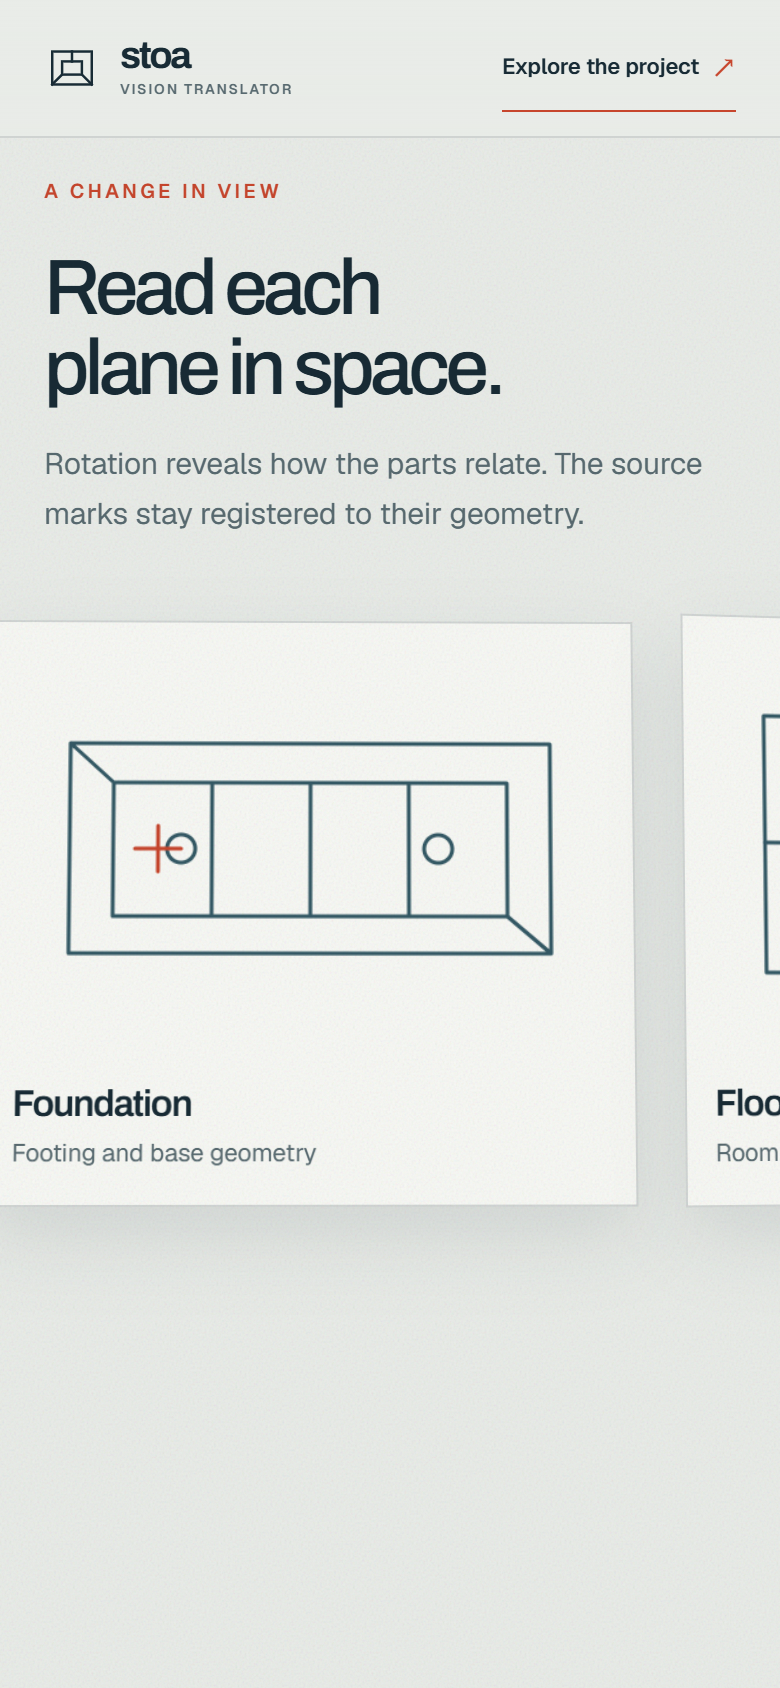 stoa
VISION TRANSLATOR
Explore the project ↗
A CHANGE IN VIEW
Read each
plane in space.
Rotation reveals how the parts relate. The source
marks stay registered to their geometry.
Foundation
Footing and base geometry
Room